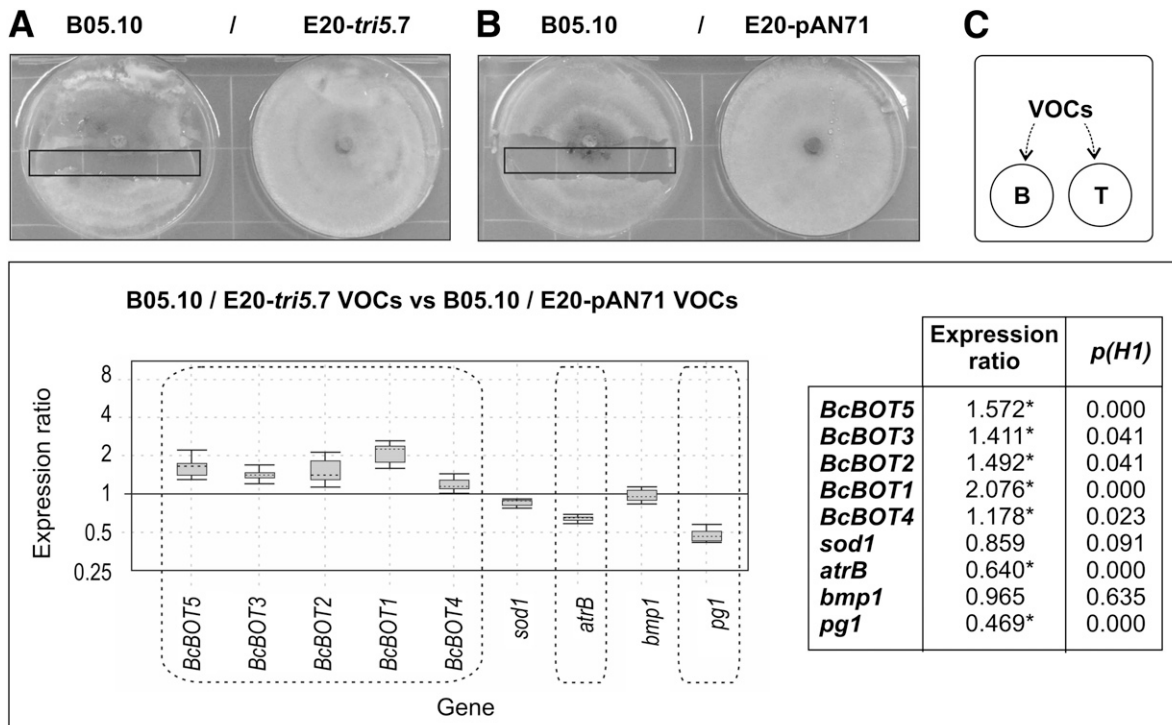 A B05.10 / E20-tri5.7
B B05.10 / E20-pAN71
C
VOCs
B T
B05.10 / E20-tri5.7 VOCs vs B05.10 / E20-pAN71 VOCs
Expression ratio
8
4
2
1
0.5
0.25
BcBOT5 BcBOT3 BcBOT2 BcBOT1 BcBOT4 sod1 atrB bmp1 pg1
Gene
Expression ratio p(H1)
BcBOT5 1.572* 0.000
BcBOT3 1.411* 0.041
BcBOT2 1.492* 0.041
BcBOT1 2.076* 0.000
BcBOT4 1.178* 0.023
sod1 0.859 0.091
atrB 0.640* 0.000
bmp1 0.965 0.635
pg1 0.469* 0.000